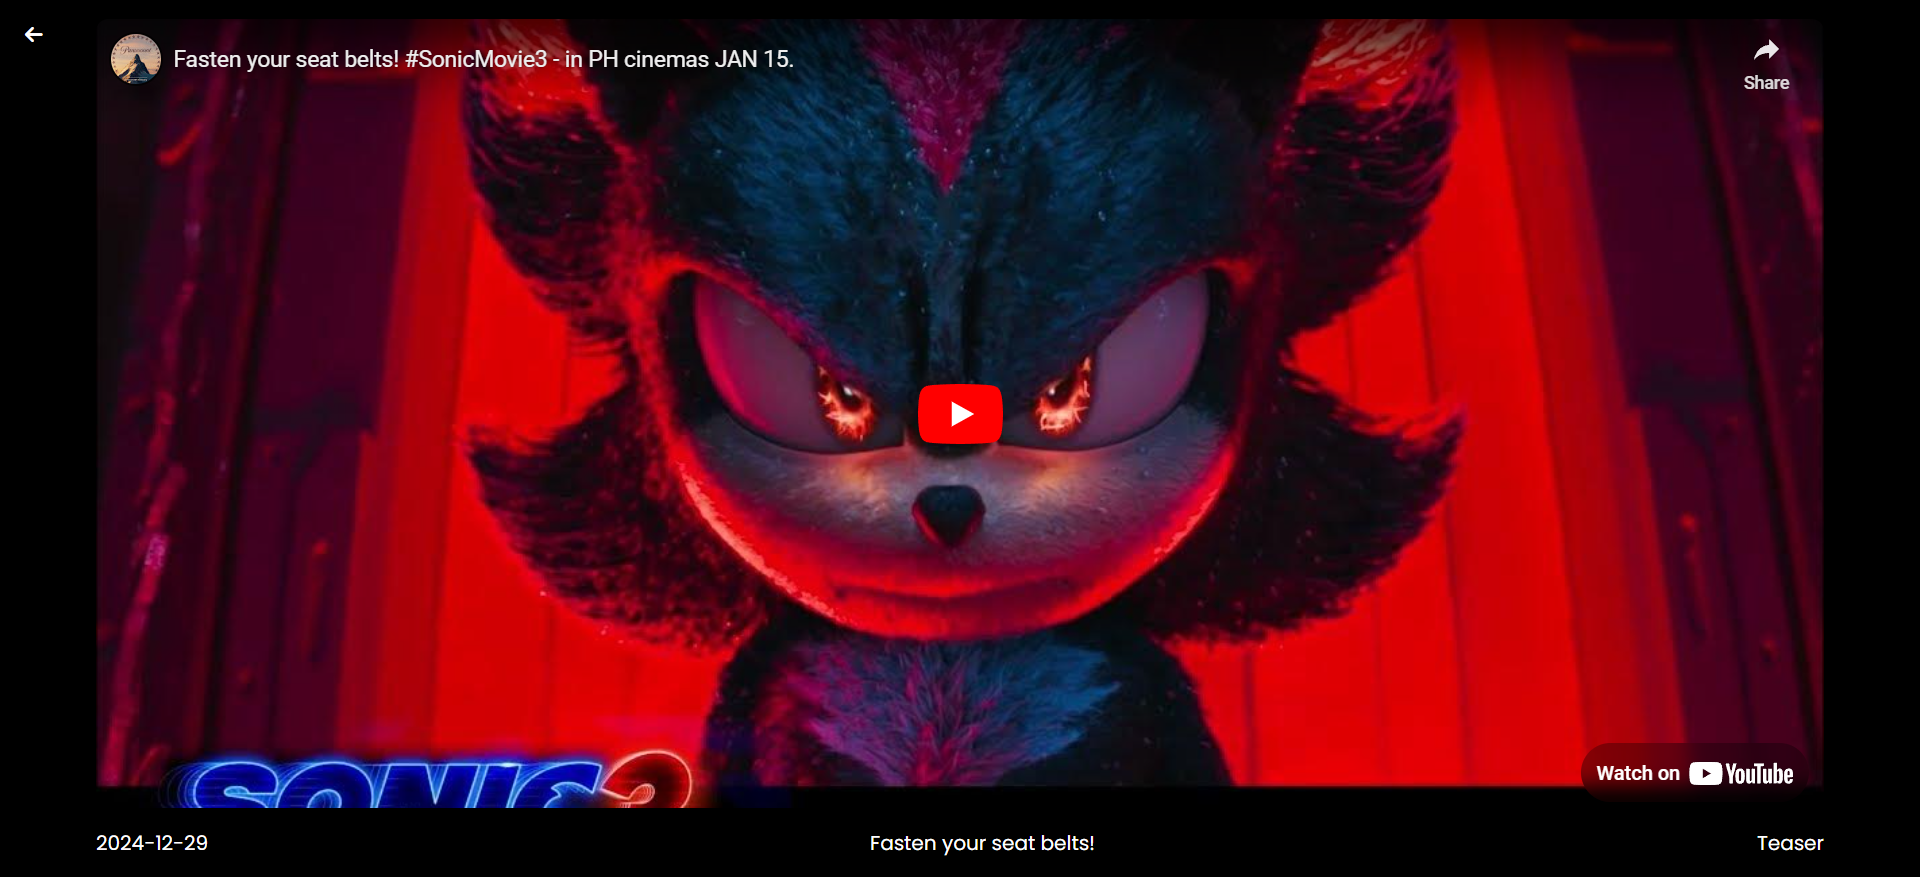 Fasten your seat belts! #SonicMovie3 - in PH cinemas JAN 15.
Share
Paramount
SONIC 3
Watch on YouTube
2024-12-29
Fasten your seat belts!
Teaser